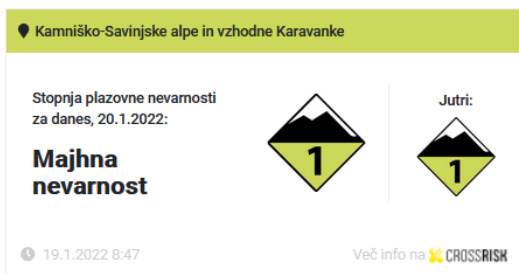 Kamniško-Savinjske alpe in vzhodne Karavanke
Stopnja plazovne nevarnosti
za danes, 20.1.2022:
Majhna
nevarnost
1
Jutri:
1
19.1.2022 8:47
Več info na CROSSRISK